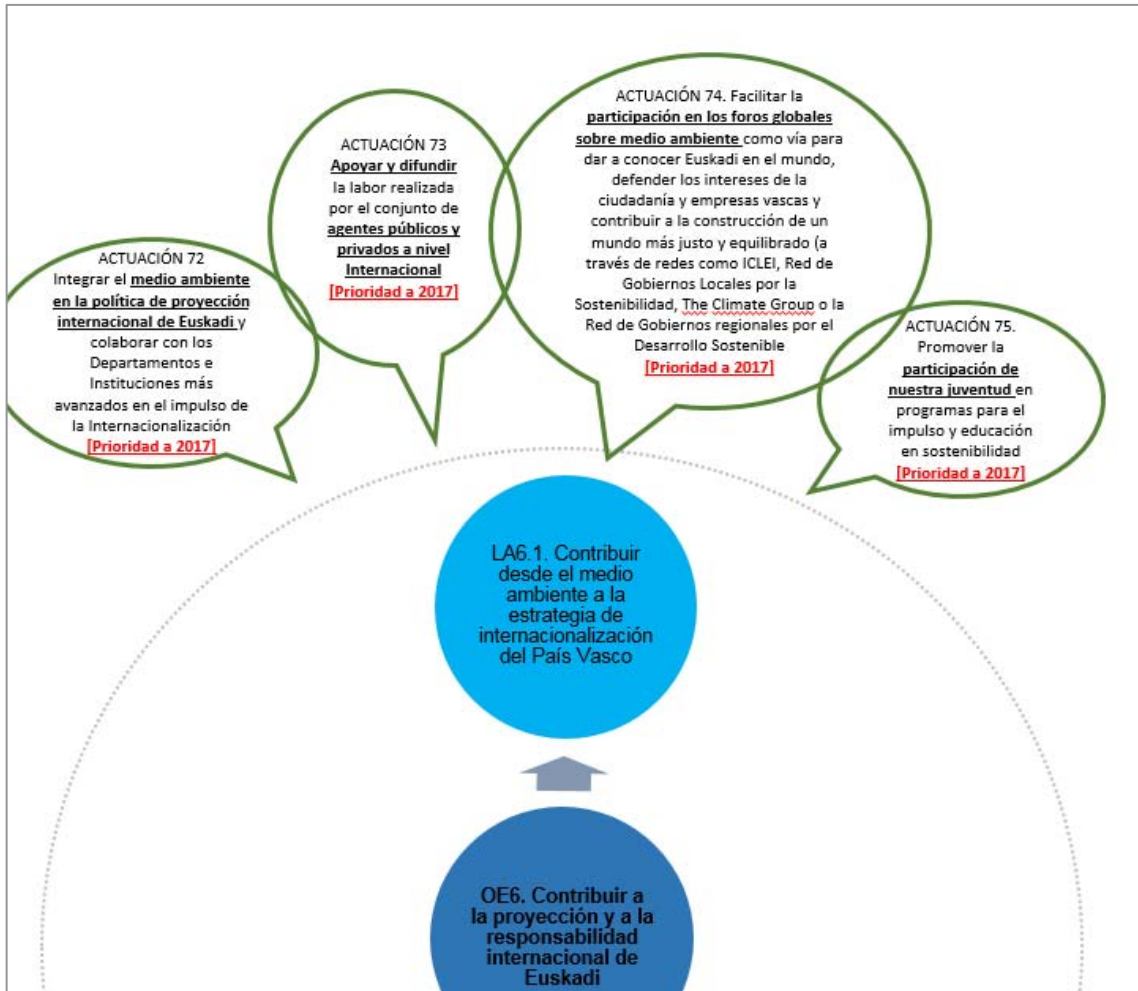 ACTUACIÓN 72
Integrar el medio ambiente
en la política de proyección
internacional de Euskadi y
colaborar con los
Departamentos e
Instituciones más
avanzados en el impulso de
la Internacionalización
[Prioridad a 2017]
ACTUACIÓN 73
Apoyar y difundir
la labor realizada
por el conjunto de
agentes públicos y
privados a nivel
Internacional
[Prioridad a 2017]
ACTUACIÓN 74. Facilitar la
participación en los foros globales
sobre medio ambiente como vía para
dar a conocer Euskadi en el mundo,
defender los intereses de la
ciudadanía y empresas vascas y
contribuir a la construcción de un
mundo más justo y equilibrado (a
través de redes como ICLEI, Red de
Gobiernos Locales por la
Sostenibilidad, The Climate Group o la
Red de Gobiernos regionales por el
Desarrollo Sostenible
[Prioridad a 2017]
ACTUACIÓN 75.
Promover la
participación de
nuestra juventud en
programas para el
impulso y educación
en sostenibilidad
[Prioridad a 2017]
LA6.1. Contribuir
desde el medio
ambiente a la
estrategia de
internacionalización
del País Vasco
OE6. Contribuir a
la proyección y a la
responsabilidad
internacional de
Euskadi